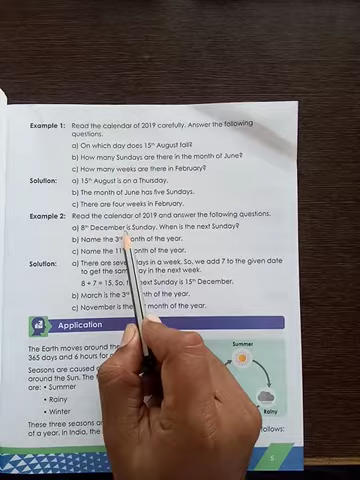 Example 1: Read the calendar of 2019 carefully. Answer the following
questions.
a) On which day does 15th August fall?
b) How many Sundays are there in the month of June?
c) How many weeks are there in February?
Solution: a) 15th August is on a Thursday.
b) The month of June has five Sundays.
c) There are four weeks in February.
Example 2: Read the calendar of 2019 and answer the following questions.
a) 8th December is Sunday. When is the next Sunday?
b) Name the 3rd month of the year.
c) Name the 11th month of the year.
Solution: a) There are seven days in a week. So, we add 7 to the given date
to get the same day in the next week.
8 + 7 = 15. So, the next Sunday is 15th December.
b) March is the 3rd month of the year.
c) November is the 11th month of the year.
Application
The Earth moves around the
365 days and 6 hours for
Seasons are caused
around the Sun. The
are: • Summer
• Rainy
• Winter
These three seasons
of a year. In India, the
follows:
Summer
Rainy
5